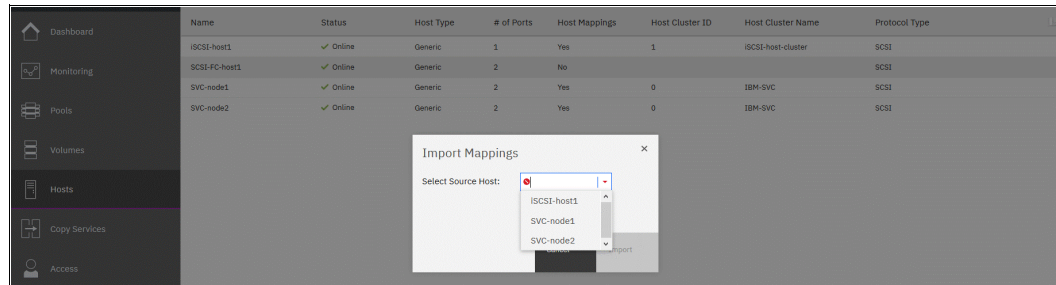 Name Status Host Type # of Ports Host Mappings Host Cluster ID Host Cluster Name Protocol Type
Dashboard
iSCSI-host1 Online Generic 1 Yes 1 iSCSI-host-cluster SCSI
SCSI-FC-host1 Online Generic 2 No SCSI
Monitoring
SVC-node1 Online Generic 2 Yes 0 IBM-SVC SCSI
SVC-node2 Online Generic 2 Yes 0 IBM-SVC SCSI
Pools
Volumes
Hosts
Copy Services
Access
Import Mappings
Select Source Host:
iSCSI-host1
SVC-node1
SVC-node2
Cancel Import